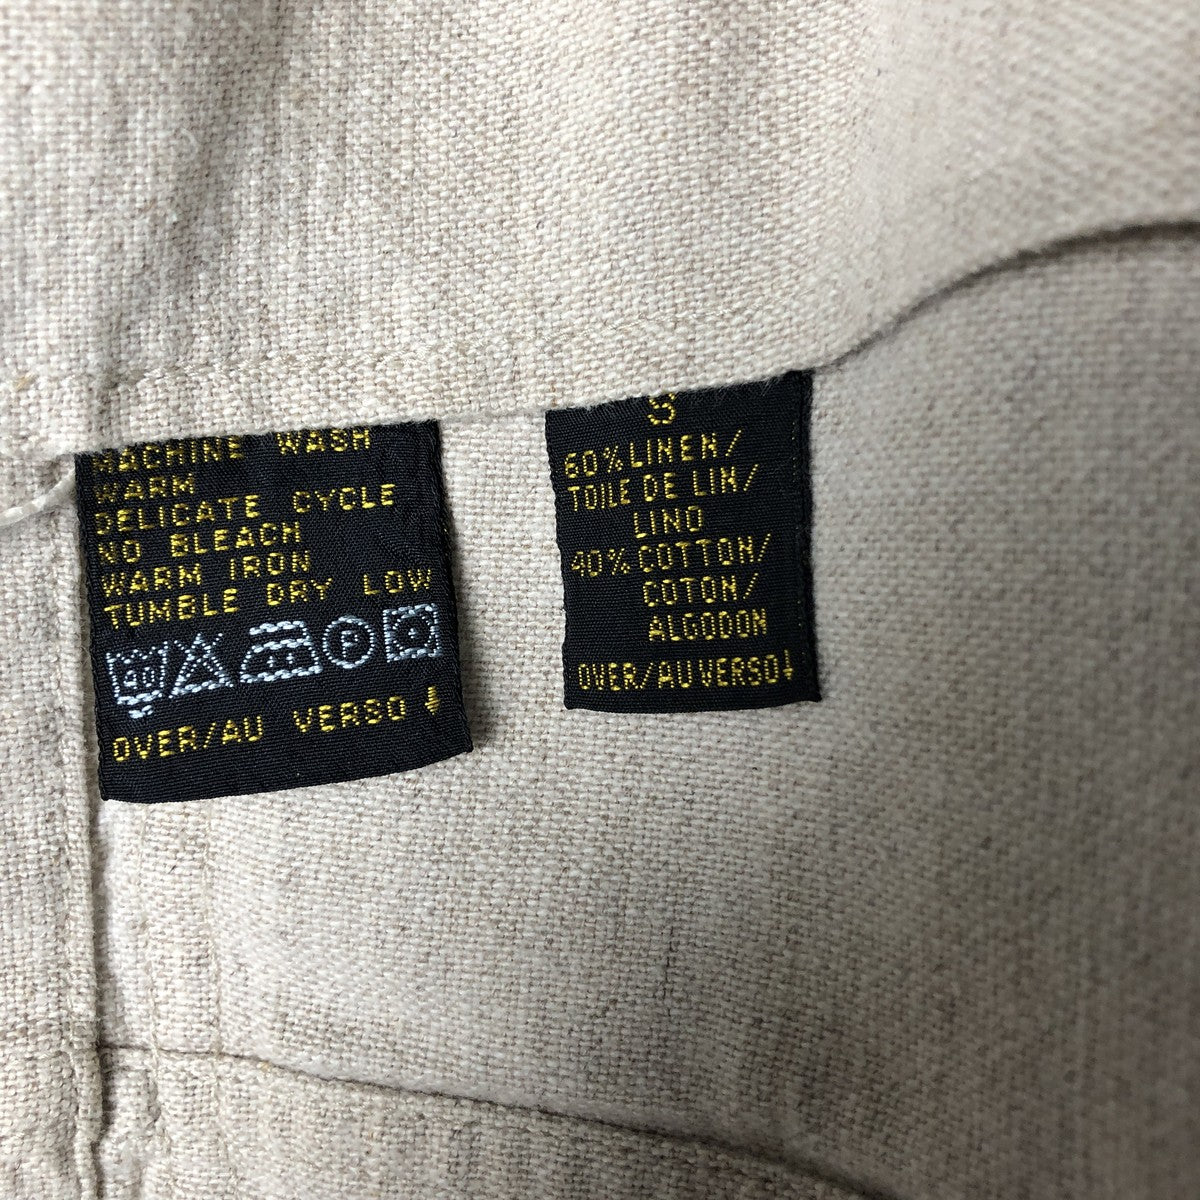 MACHINE WASH
WARM
DELICATE CYCLE
NO BLEACH
WARM IRON
TUMBLE DRY LOW
40 P
OVER/AU VERSO
S
60%LINEN/
TOILE DE LIN/
LINO
40% COTTON/
COTON/
ALGODON
OVER/AU VERSO